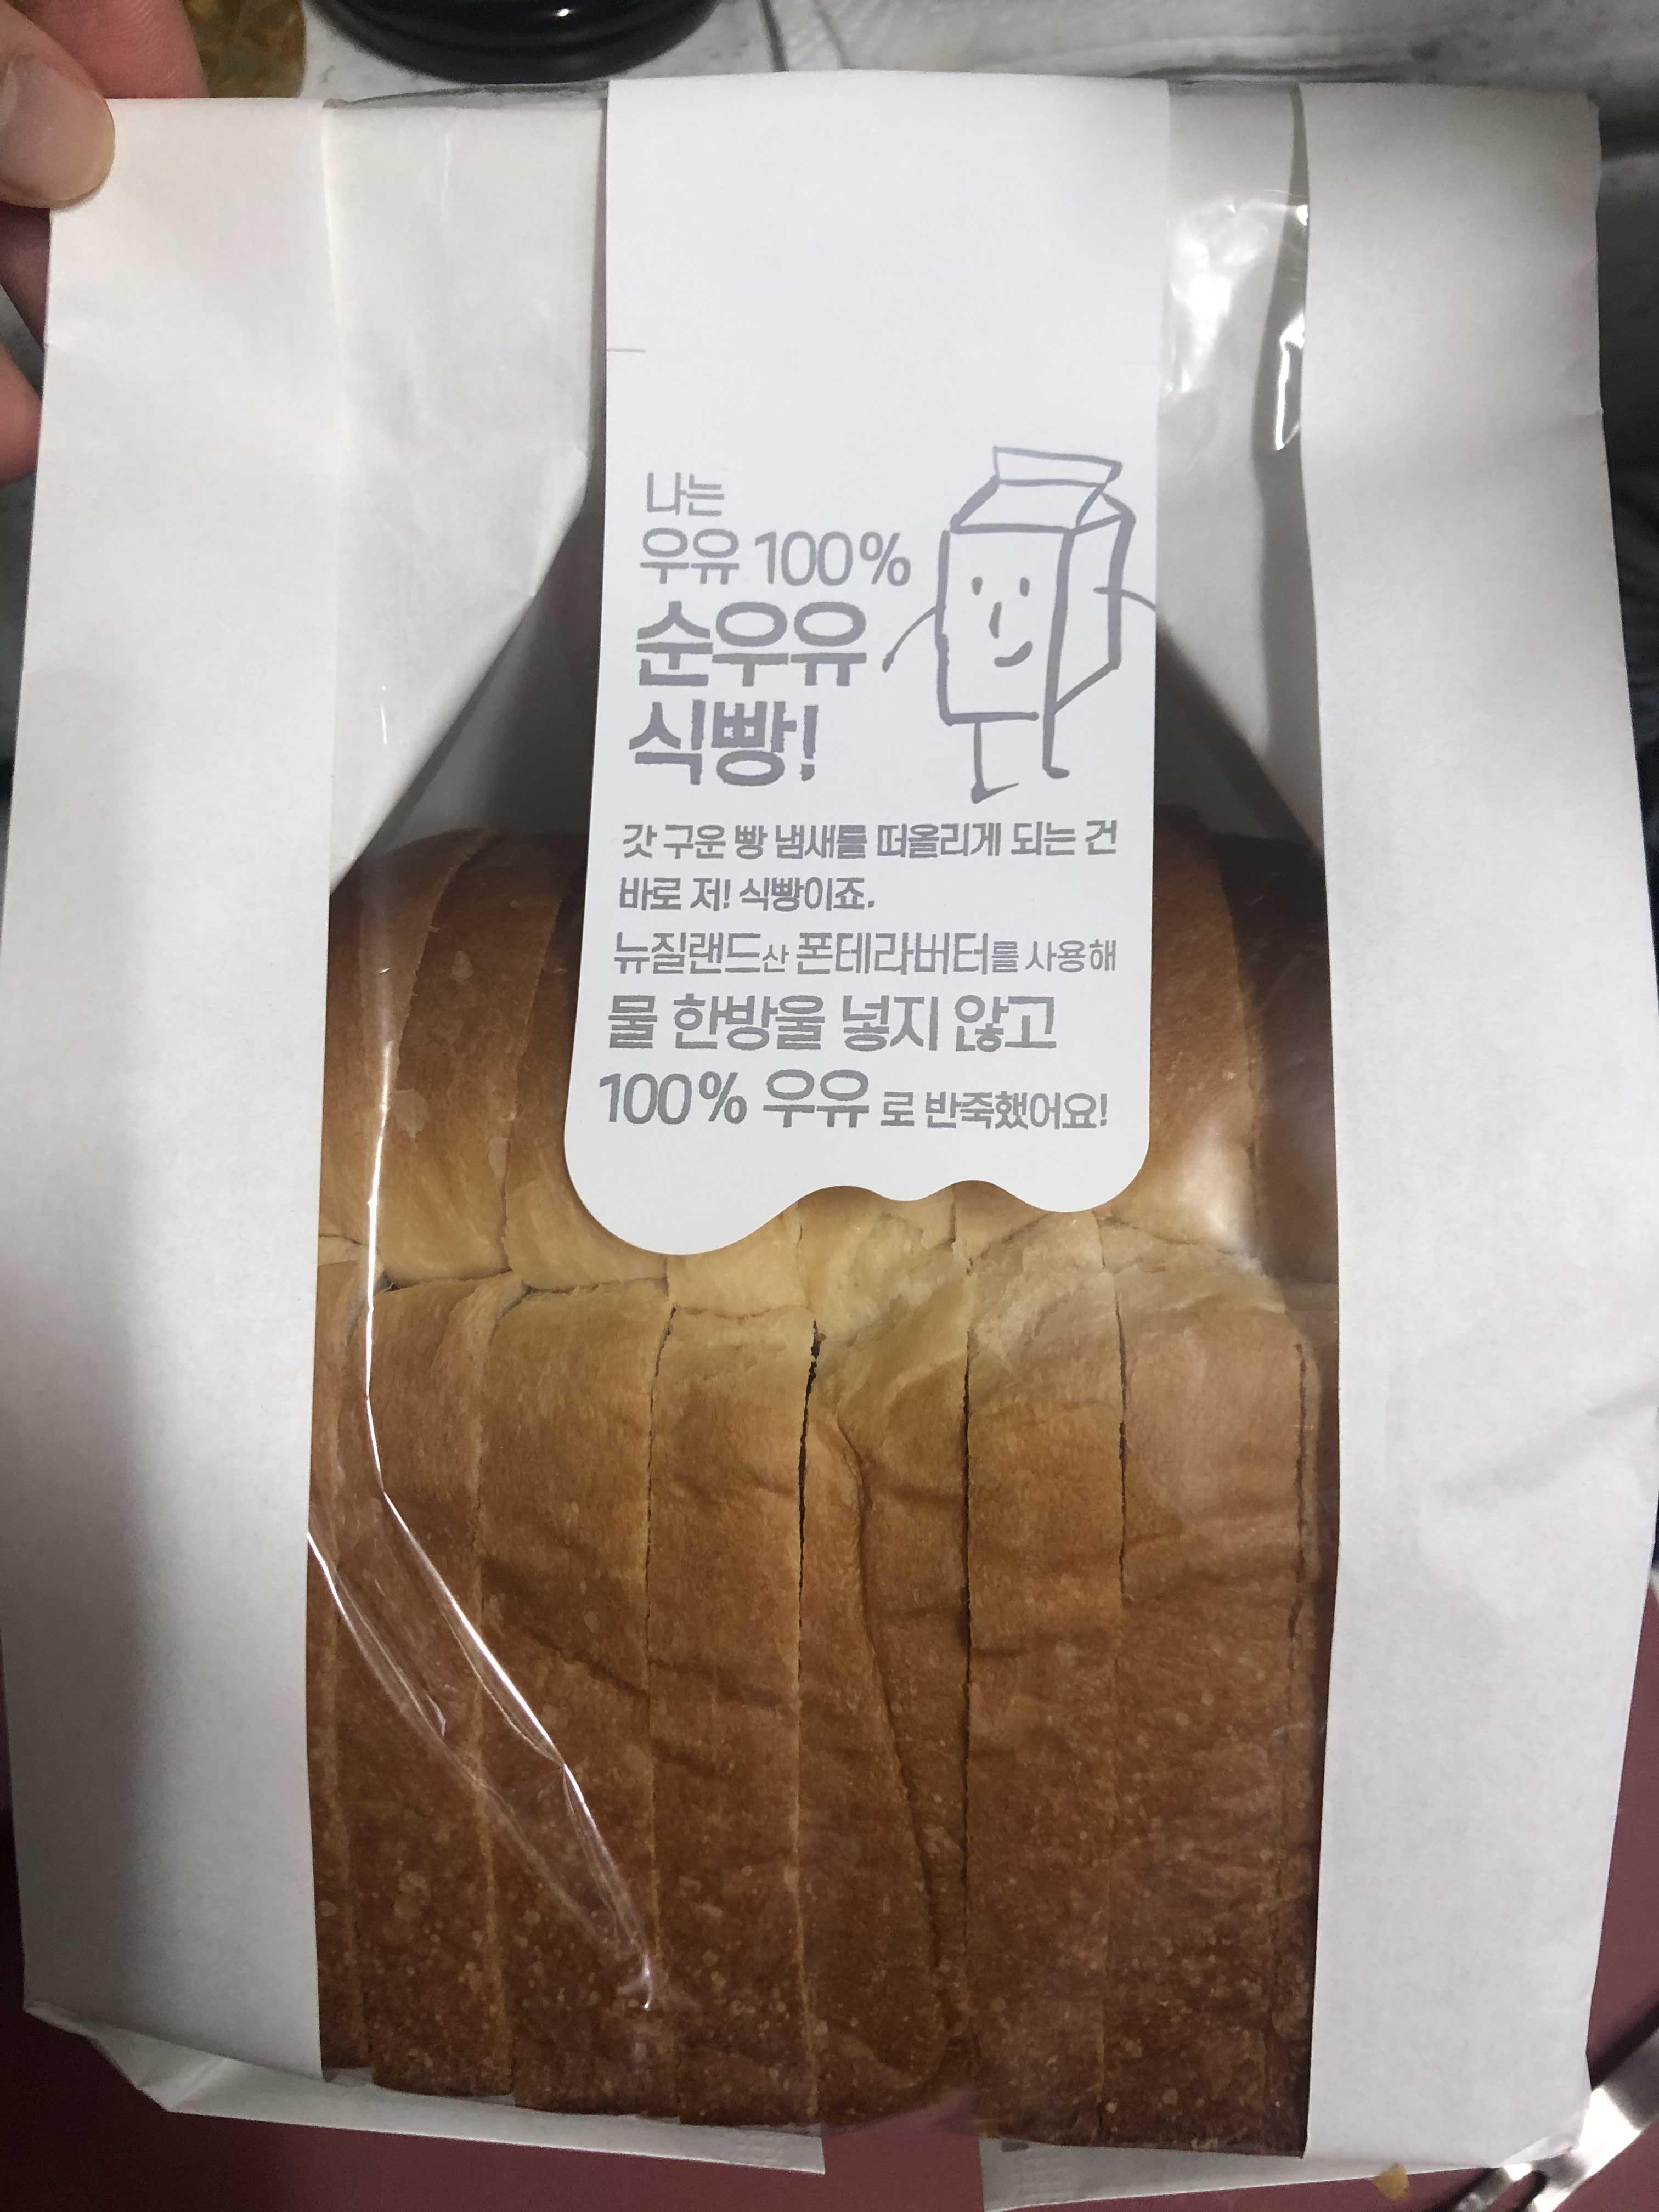 나는
우유 100%
순우유
식빵!
갓 구운 빵 냄새를 떠올리게 되는 건
바로 저! 식빵이죠.
뉴질랜드산 폰테라버터를 사용해
물 한방울 넣지 않고
100% 우유로 반죽했어요!